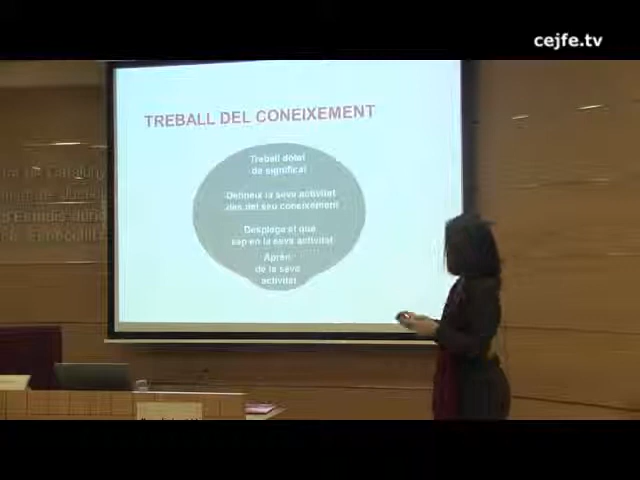 cejfe.tv
TREBALL DEL CONEIXEMENT
Treball dotat
de significat
Defineix la seva activitat
des del seu coneixement
Desplega el que
sap en la seva activitat
Aprèn
de la seva
activitat